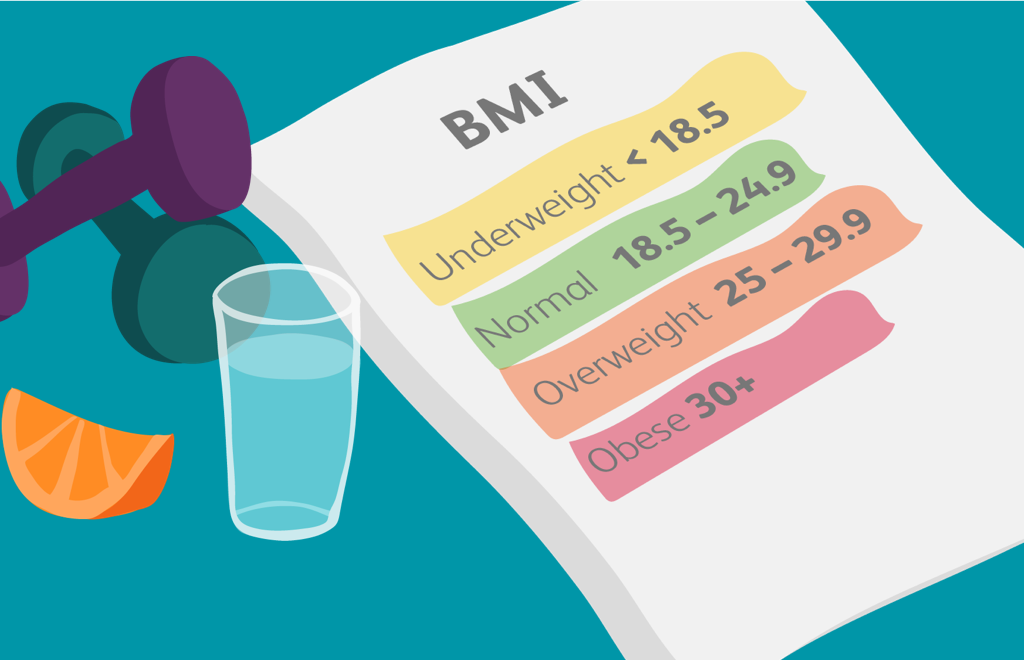 BMI
Underweight < 18.5
Normal 18.5 – 24.9
Overweight 25 – 29.9
Obese 30+